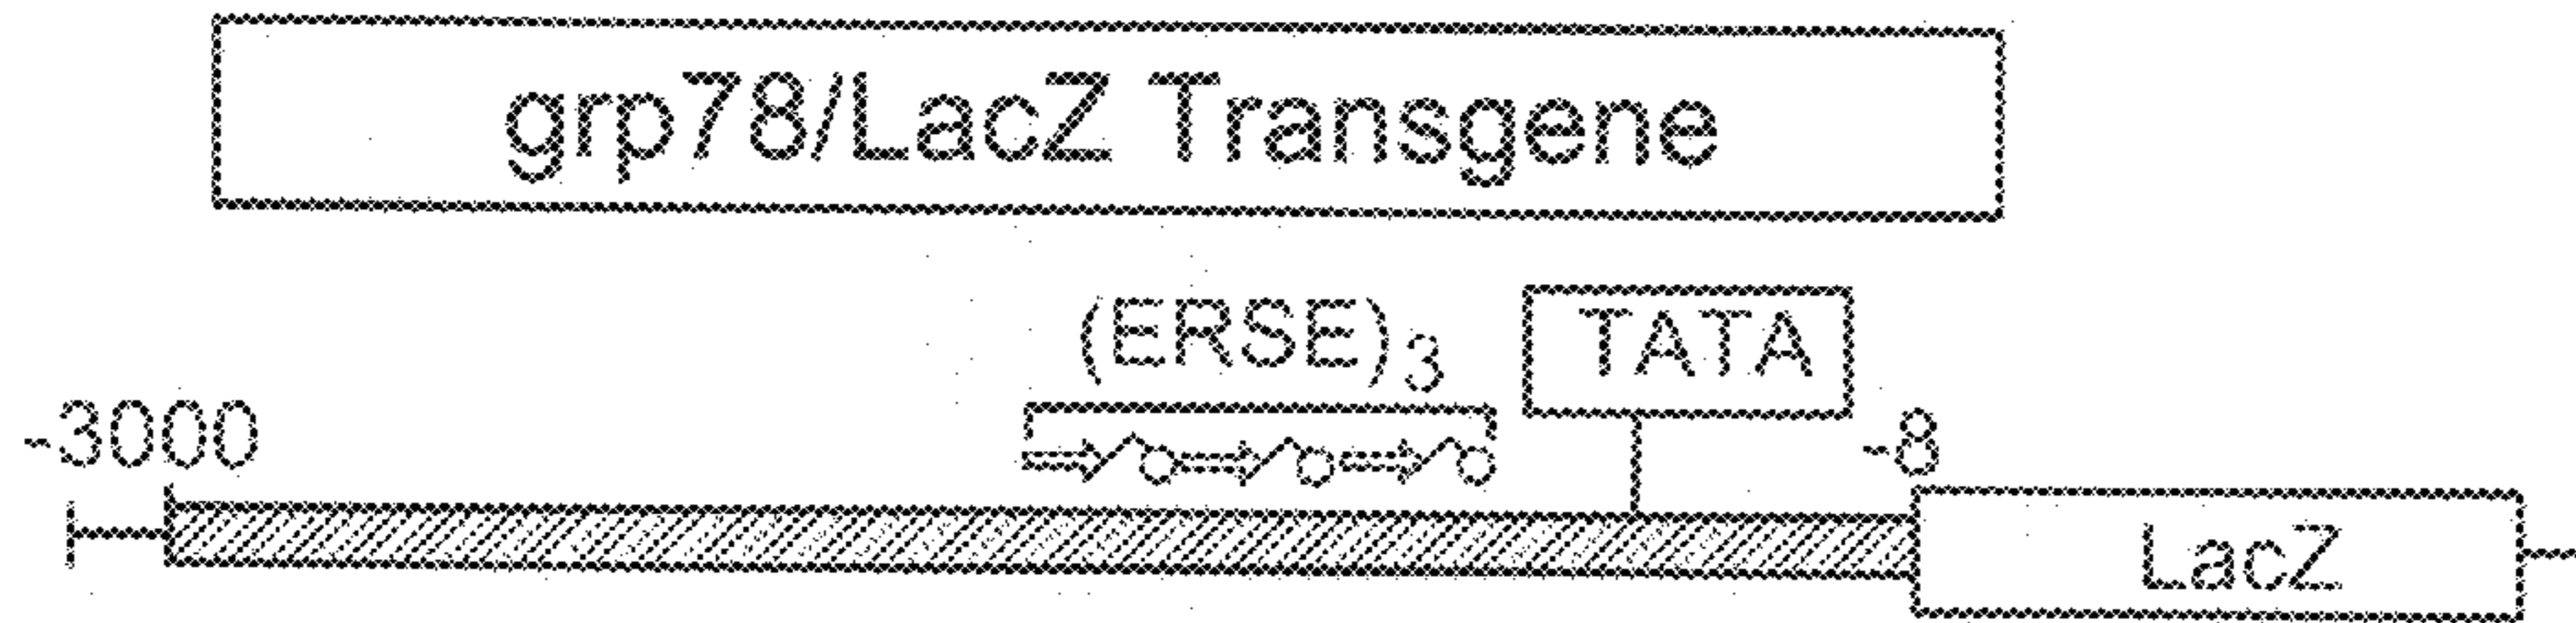 grp78/LacZ Transgene
(ERSE)3
TATA
-3000
-8
LacZ